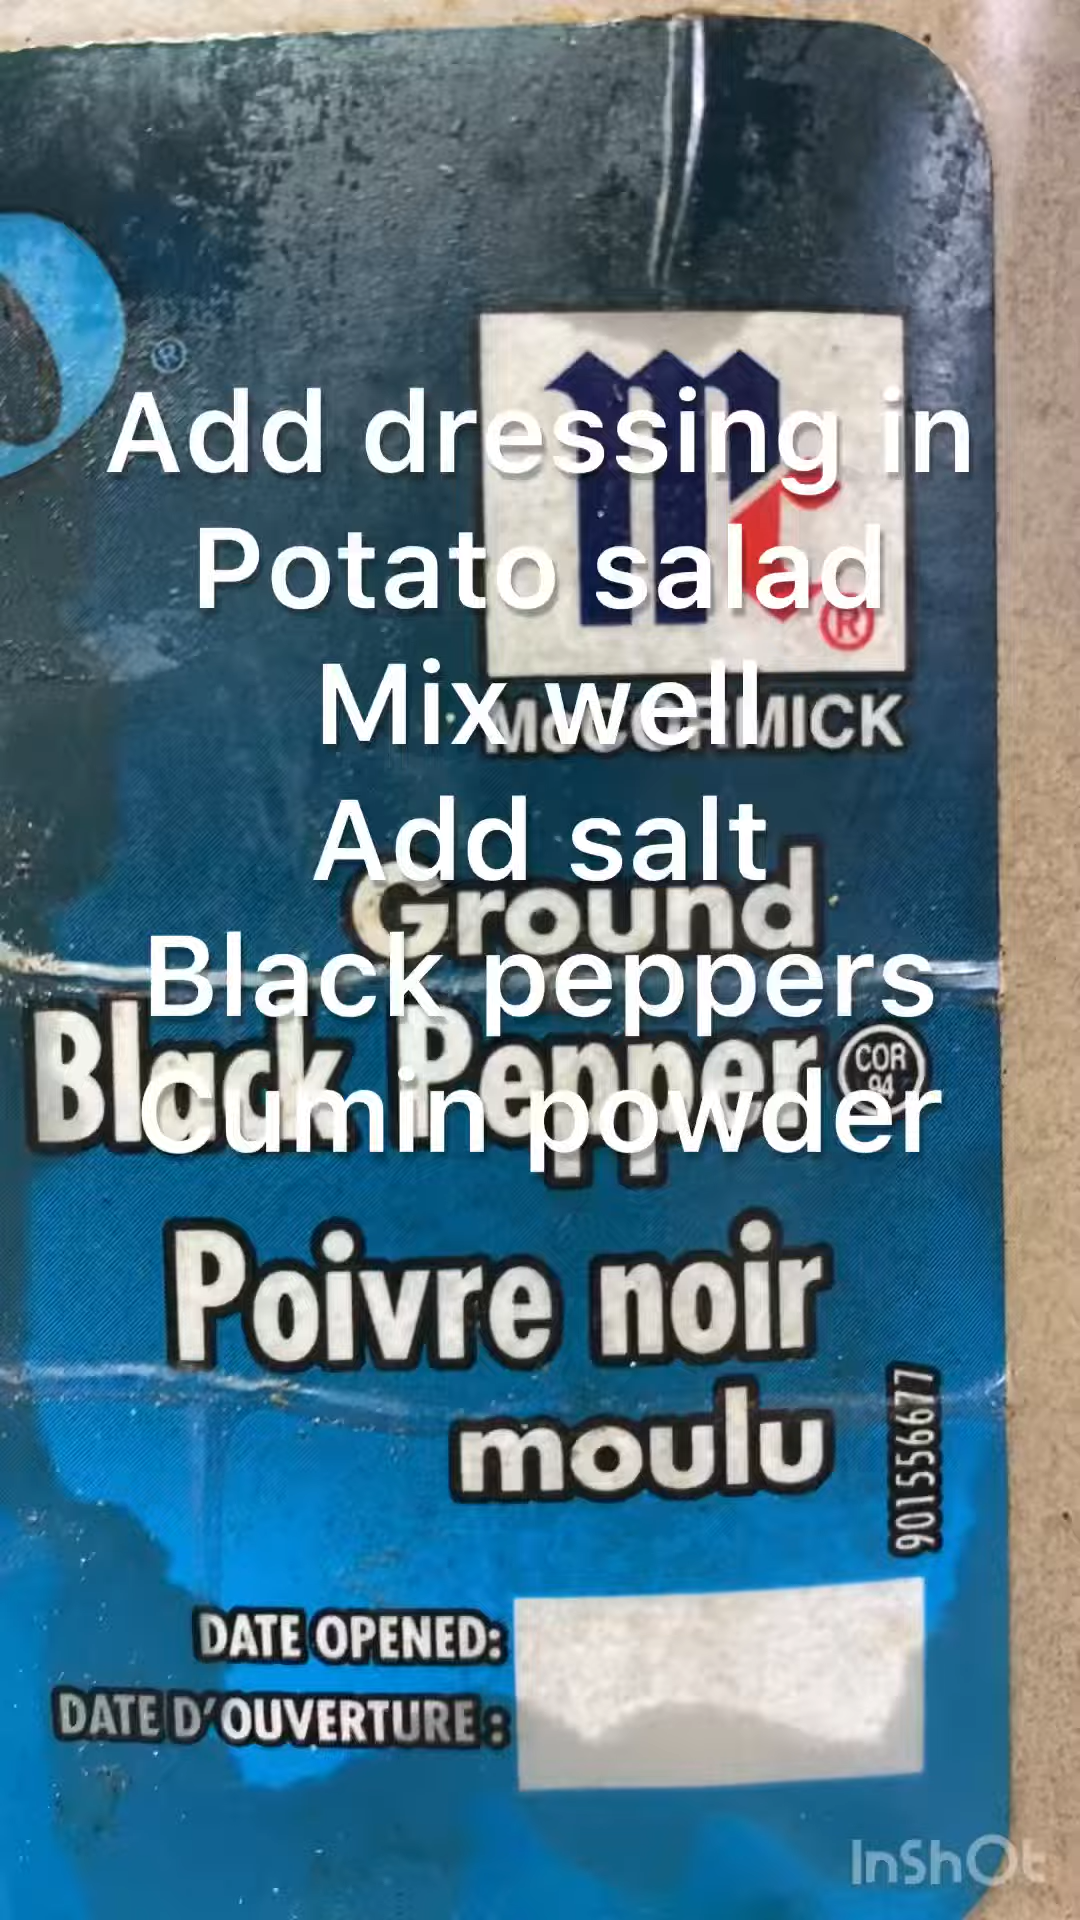 ®
Add dressing in
Potato salad
Mix well
Add salt
Black peppers
Cumin powder
mc®
McCORMICK
Ground
Black Pepper
COR
94
Poivre noir
moulu
901556677
DATE OPENED:
DATE D'OUVERTURE :
InShOt